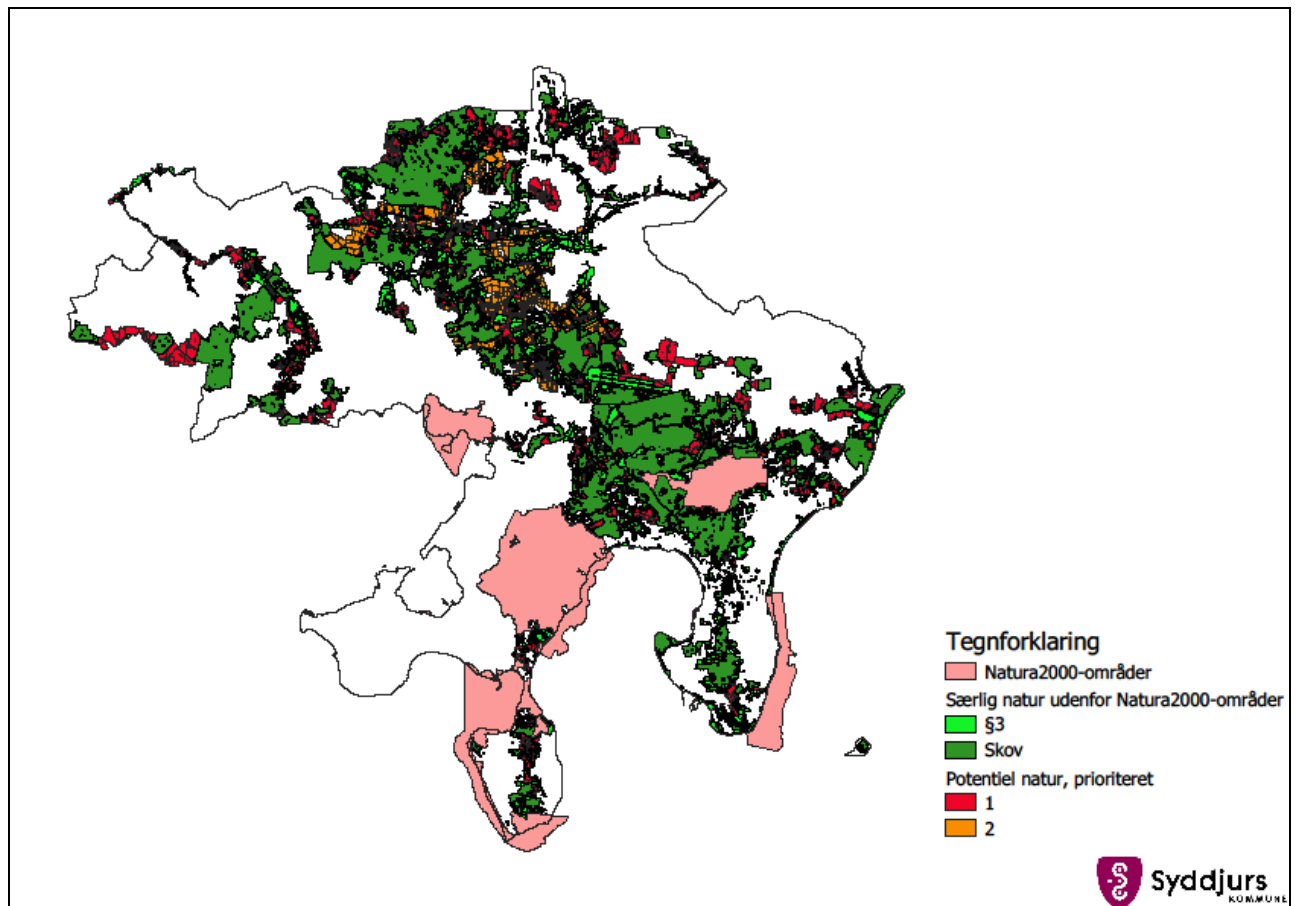 Tegnforklaring
Natura2000-områder
Særlig natur udenfor Natura2000-områder
§3
Skov
Potentiel natur, prioriteret
1
2
Syddjurs
KOMMUNE